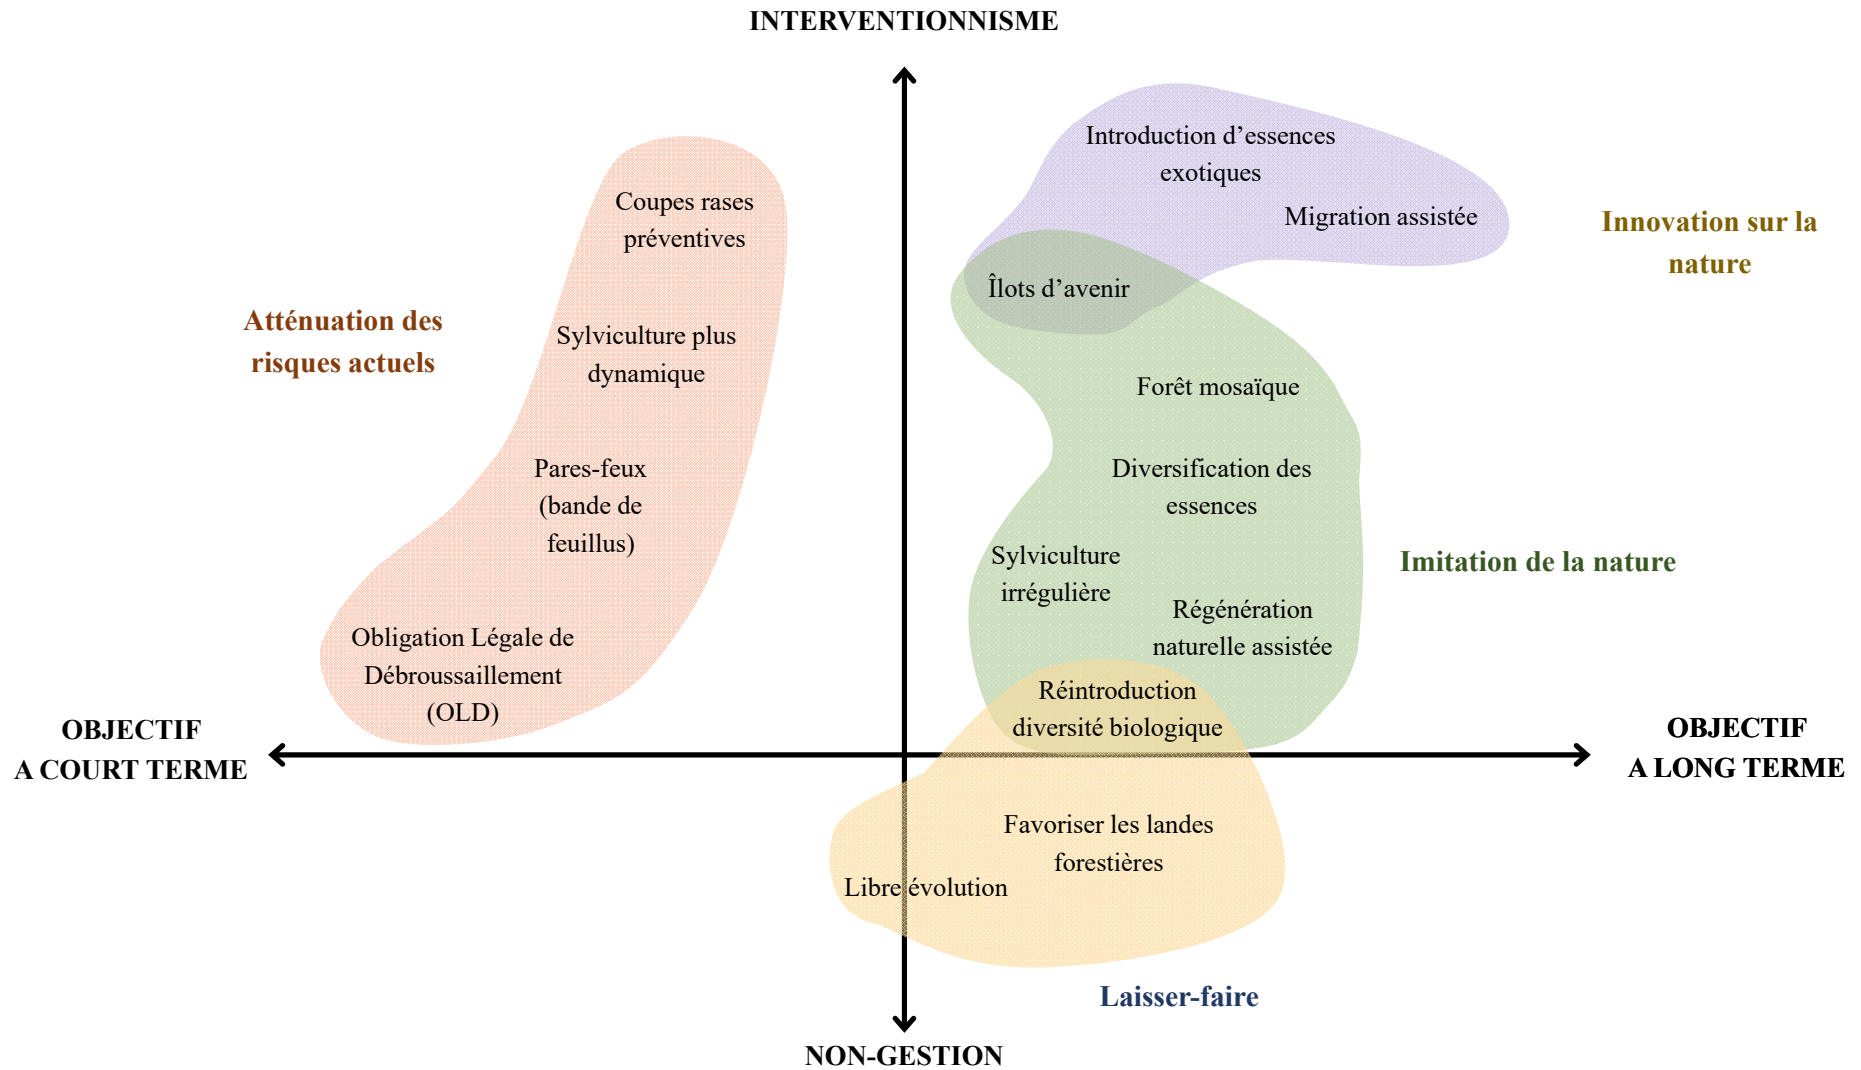 INTERVENTIONNISME
Introduction d’essences
exotiques
Migration assistée
Innovation sur la
nature
Coupes rases
préventives
Îlots d’avenir
Atténuation des
risques actuels
Sylviculture plus
dynamique
Forêt mosaïque
Pares-feux
(bande de
feuillus)
Diversification des
essences
Sylviculture
irrégulière
Imitation de la nature
Régénération
naturelle assistée
Obligation Légale de
Débroussaillement
(OLD)
Réintroduction
diversité biologique
OBJECTIF
A COURT TERME
OBJECTIF
A LONG TERME
Favoriser les landes
forestières
Libre évolution
Laisser-faire
NON-GESTION